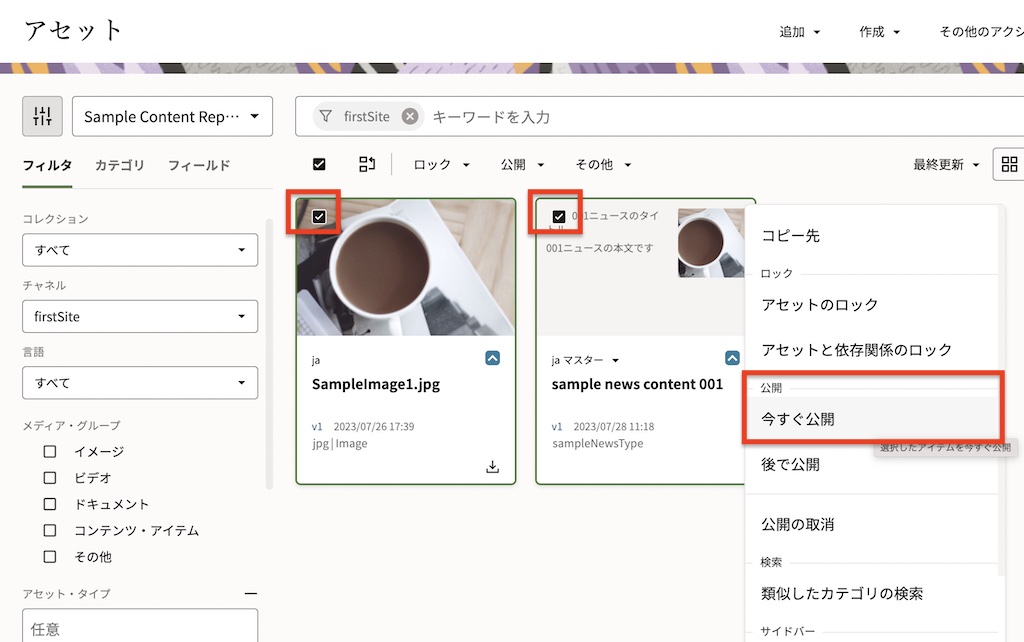 アセット
追加
作成
その他のアクシ
Sample Content Rep…
firstSite
キーワードを入力
フィルタ カテゴリ フィールド
ロック
公開
その他
最終更新
コレクション
すべて
チャネル
firstSite
言語
すべて
メディア・グループ
イメージ
ビデオ
ドキュメント
コンテンツ・アイテム
その他
アセット・タイプ
任意
ja
SampleImage1.jpg
v1 2023/07/26 17:39
jpg | Image
001ニュースのタイ
001ニュースの本文です
ja マスター
sample news content 001
v1 2023/07/28 11:18
sampleNewsType
コピー先
ロック
アセットのロック
アセットと依存関係のロック
公開
今すぐ公開
選択したアイテムを今すぐ公開
後で公開
公開の取消
検索
類似したカテゴリの検索
サイドバー